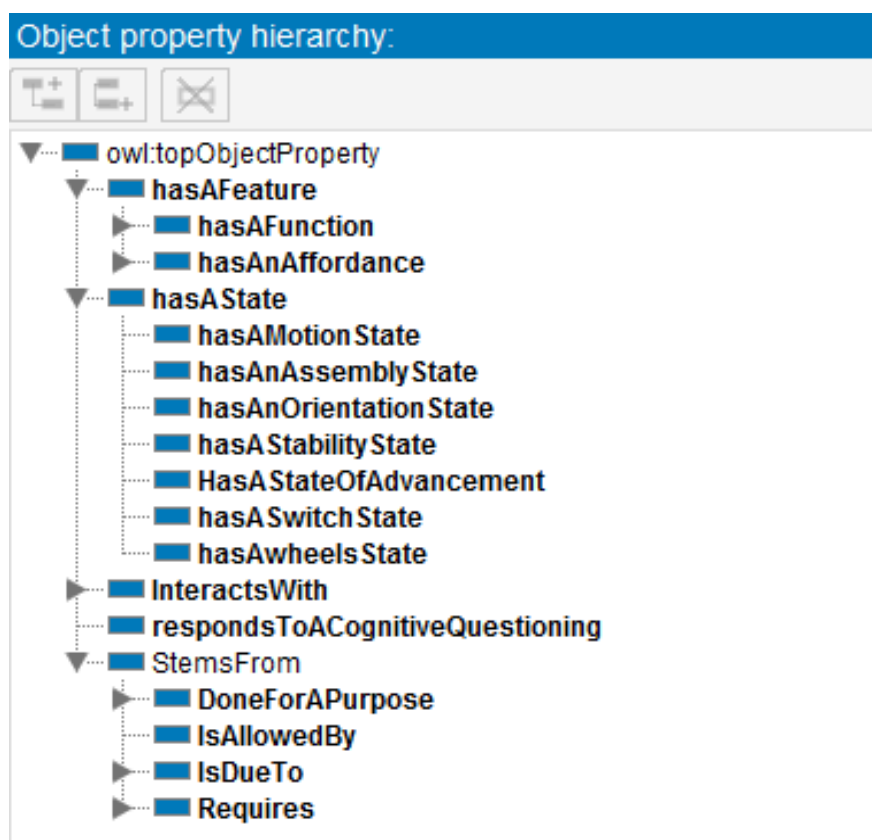 Object property hierarchy:
owl:topObjectProperty
hasAFeature
hasAFunction
hasAnAffordance
hasAState
hasAMotionState
hasAnAssemblyState
hasAnOrientationState
hasAStabilityState
HasAStateOfAdvancement
hasASwitchState
hasAwheelsState
InteractsWith
respondsToACognitiveQuestioning
StemsFrom
DoneForAPurpose
IsAllowedBy
IsDueTo
Requires